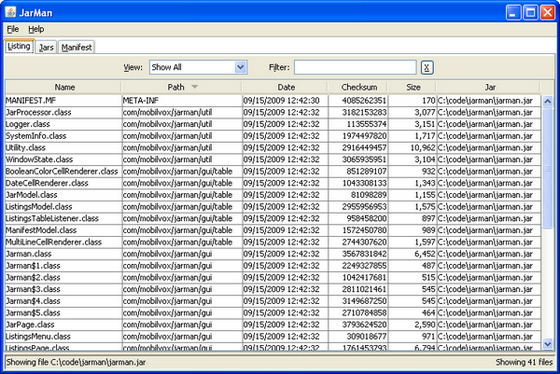 JarMan
File Help
Listing Jars Manifest
View: Show All Filter: X
Name Path Date Checksum Size Jar
MANIFEST.MF META-INF 09/15/2009 12:42:30 4085262351 170 C:\code\jarman\jarman.jar
JarProcessor.class com/mobilvox/jarman/util 09/15/2009 12:42:32 3182153283 3,077 C:\code\jarman\jarman.jar
Logger.class com/mobilvox/jarman/util 09/15/2009 12:42:32 113555374 3,151 C:\code\jarman\jarman.jar
SystemInfo.class com/mobilvox/jarman/util 09/15/2009 12:42:32 1974497820 1,717 C:\code\jarman\jarman.jar
Utility.class com/mobilvox/jarman/util 09/15/2009 12:42:32 2916449457 10,962 C:\code\jarman\jarman.jar
WindowState.class com/mobilvox/jarman/util 09/15/2009 12:42:32 3065935951 3,104 C:\code\jarman\jarman.jar
BooleanColorCellRenderer.class com/mobilvox/jarman/gui/table 09/15/2009 12:42:32 851289107 932 C:\code\jarman\jarman.jar
DateCellRenderer.class com/mobilvox/jarman/gui/table 09/15/2009 12:42:32 1043308133 1,343 C:\code\jarman\jarman.jar
JarModel.class com/mobilvox/jarman/gui/table 09/15/2009 12:42:32 81098289 1,155 C:\code\jarman\jarman.jar
ListingsModel.class com/mobilvox/jarman/gui/table 09/15/2009 12:42:32 2955956953 1,575 C:\code\jarman\jarman.jar
ListingsTableListener.class com/mobilvox/jarman/gui/table 09/15/2009 12:42:32 958458200 897 C:\code\jarman\jarman.jar
ManifestModel.class com/mobilvox/jarman/gui/table 09/15/2009 12:42:32 1572450780 989 C:\code\jarman\jarman.jar
MultiLineCellRenderer.class com/mobilvox/jarman/gui/table 09/15/2009 12:42:32 2744307620 1,597 C:\code\jarman\jarman.jar
Jarman.class com/mobilvox/jarman/gui 09/15/2009 12:42:32 3567831842 6,452 C:\code\jarman\jarman.jar
Jarman$1.class com/mobilvox/jarman/gui 09/15/2009 12:42:32 2249327855 487 C:\code\jarman\jarman.jar
Jarman$2.class com/mobilvox/jarman/gui 09/15/2009 12:42:32 1042417681 515 C:\code\jarman\jarman.jar
Jarman$3.class com/mobilvox/jarman/gui 09/15/2009 12:42:32 2811021461 545 C:\code\jarman\jarman.jar
Jarman$4.class com/mobilvox/jarman/gui 09/15/2009 12:42:32 3149687250 545 C:\code\jarman\jarman.jar
Jarman$5.class com/mobilvox/jarman/gui 09/15/2009 12:42:32 2710784858 464 C:\code\jarman\jarman.jar
JarPage.class com/mobilvox/jarman/gui 09/15/2009 12:42:32 3793624520 2,590 C:\code\jarman\jarman.jar
ListingsMenu.class com/mobilvox/jarman/gui 09/15/2009 12:42:32 309018677 971 C:\code\jarman\jarman.jar
ListingsPage.class com/mobilvox/jarman/gui 09/15/2009 12:42:32 1761453793 6,794 C:\code\jarman\jarman.jar
Showing file C:\code\jarman\jarman.jar Showing 41 files